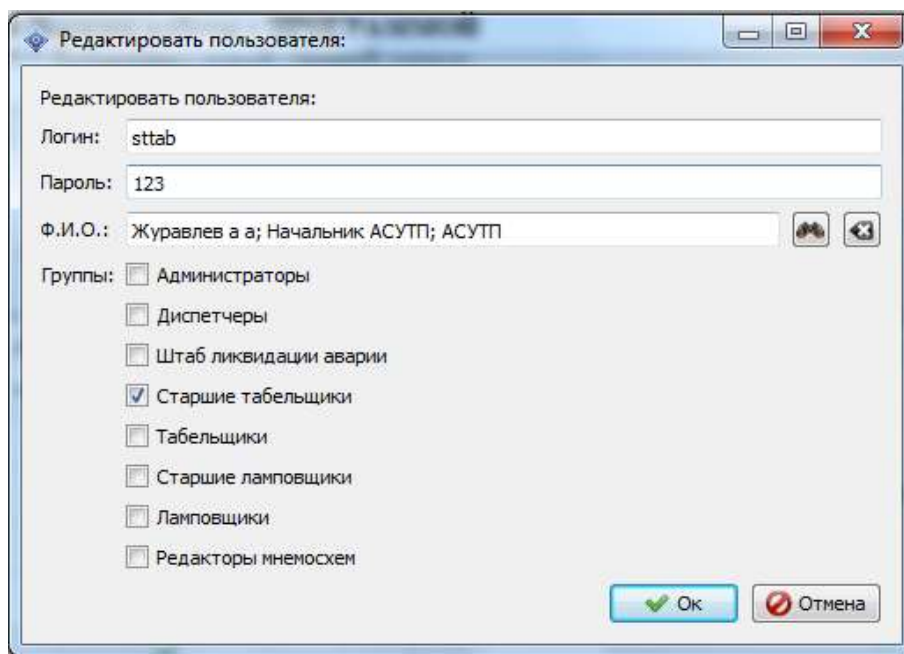 Редактировать пользователя:
Редактировать пользователя:
Логин: sttab
Пароль: 123
Ф.И.О.: Журавлев а а; Начальник АСУТП; АСУТП
Группы: Администраторы
Диспетчеры
Штаб ликвидации аварии
Старшие табельщики
Табельщики
Старшие ламповщики
Ламповщики
Редакторы мнемосхем
Ок Отмена